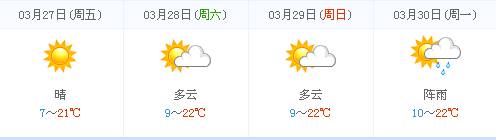 03月27日(周五) 03月28日(周六) 03月29日(周日) 03月30日(周一)
晴 多云 多云 阵雨
7～21℃ 9～22℃ 9～22℃ 10～22℃